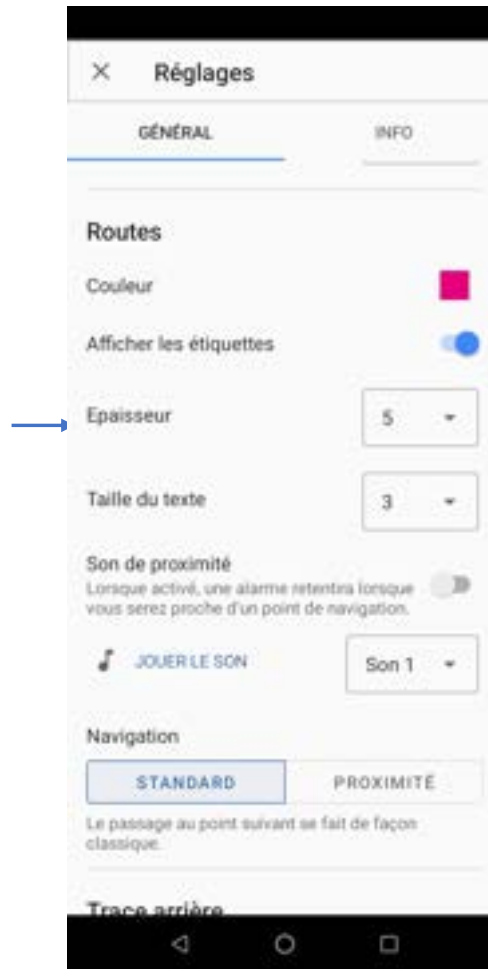 Réglages
GÉNÉRAL INFO
Routes
Couleur
Afficher les étiquettes
Epaisseur 5
Taille du texte 3
Son de proximité
Lorsque activé, une alarme retentira lorsque
vous serez proche d'un point de navigation.
JOUER LE SON Son 1
Navigation
STANDARD PROXIMITÉ
Le passage au point suivant se fait de façon
classique.
Trace arrière